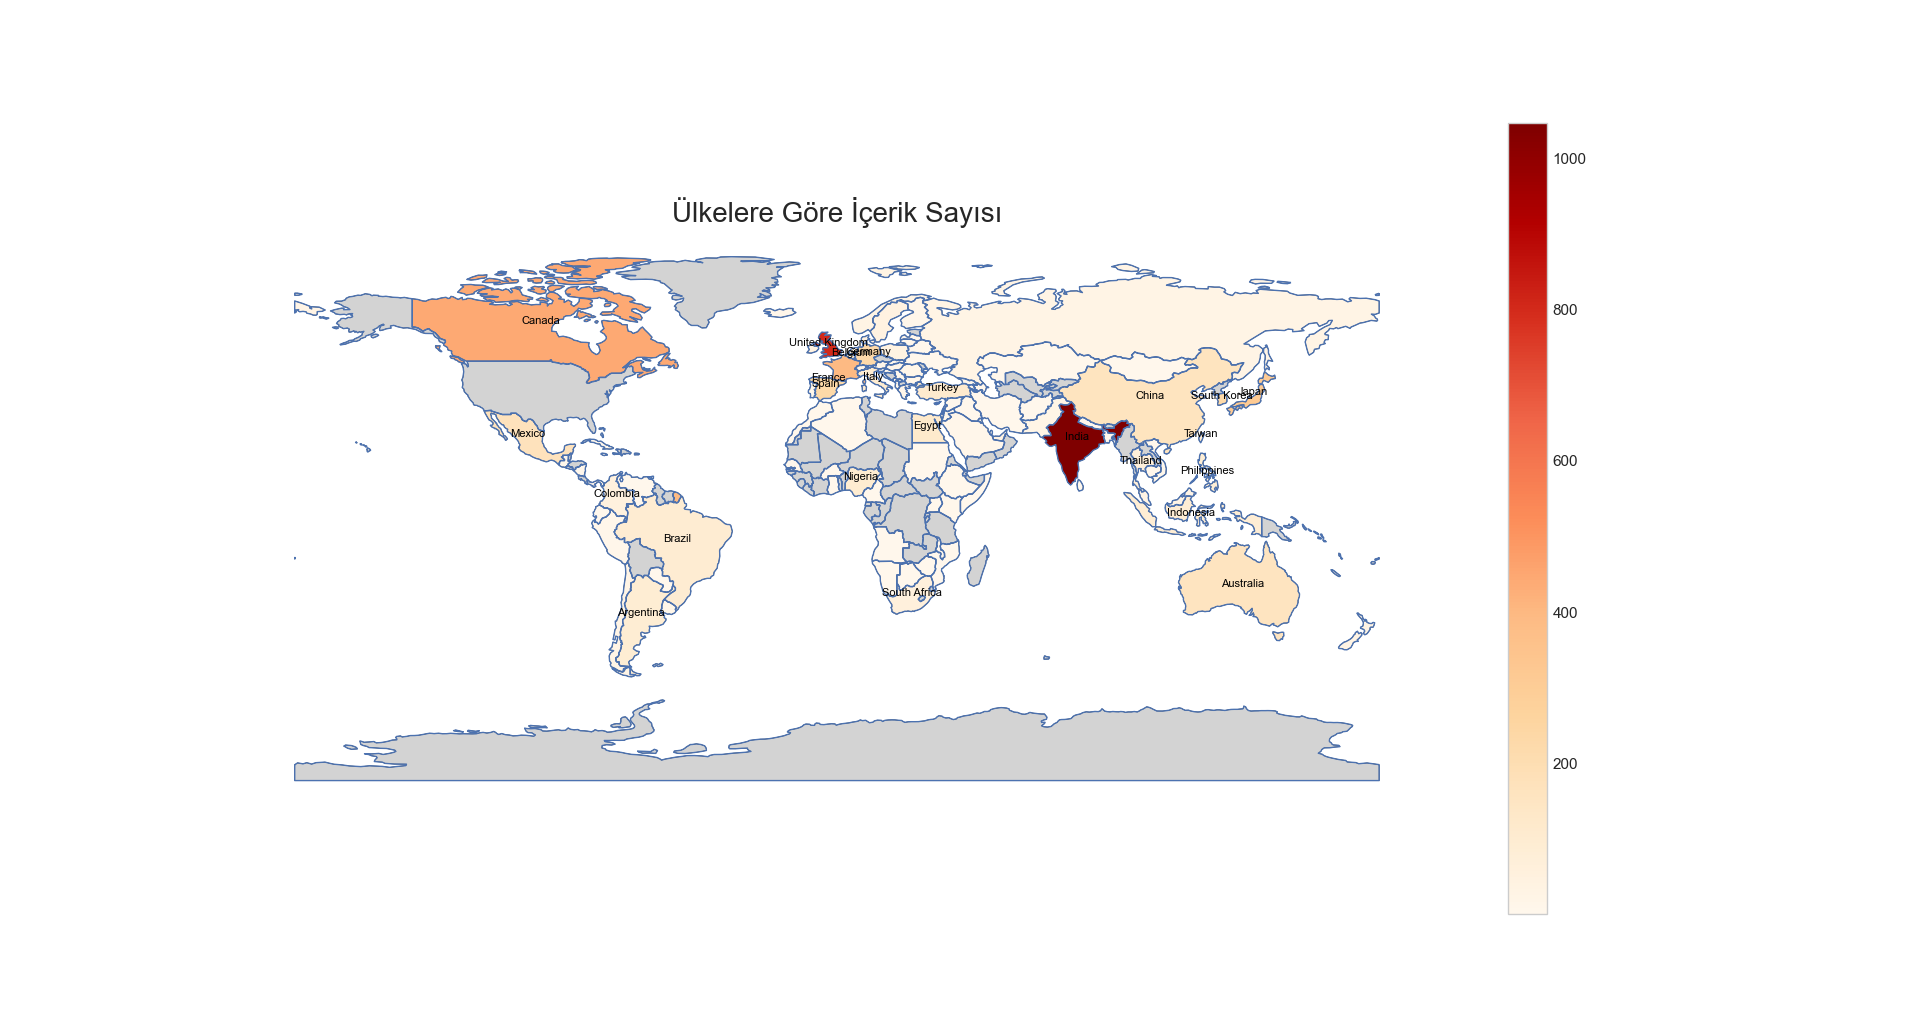 Ülkelere Göre İçerik Sayısı
Canada
United Kingdom
Belgium
Germany
France
Italy
Spain
Turkey
China
South Korea
Japan
Mexico
Egypt
India
Taiwan
Thailand
Philippines
Nigeria
Colombia
Indonesia
Brazil
Australia
South Africa
Argentina
1000
800
600
400
200